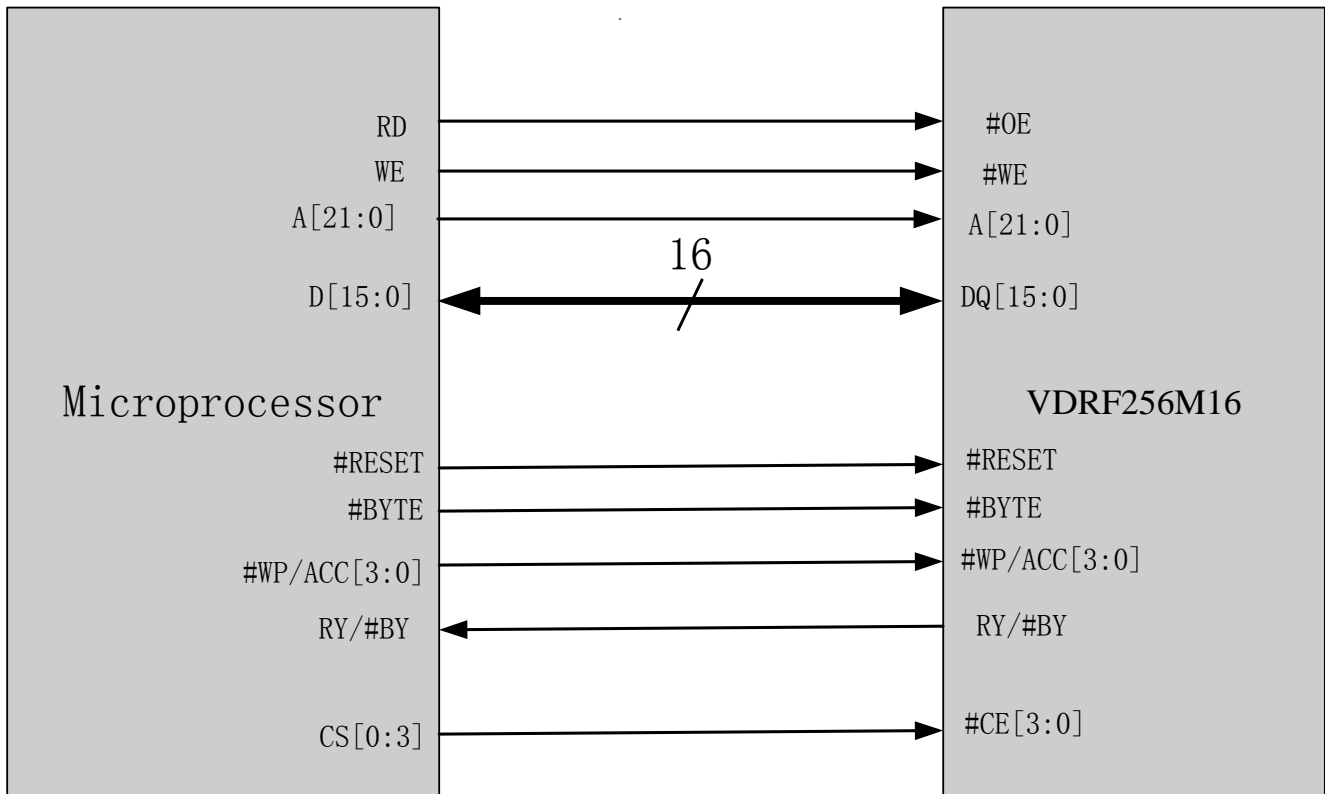 RD
#OE
WE
#WE
A[21:0]
A[21:0]
16
D[15:0]
DQ[15:0]
Microprocessor
VDRF256M16
#RESET
#RESET
#BYTE
#BYTE
#WP/ACC[3:0]
#WP/ACC[3:0]
RY/#BY
RY/#BY
CS[0:3]
#CE[3:0]